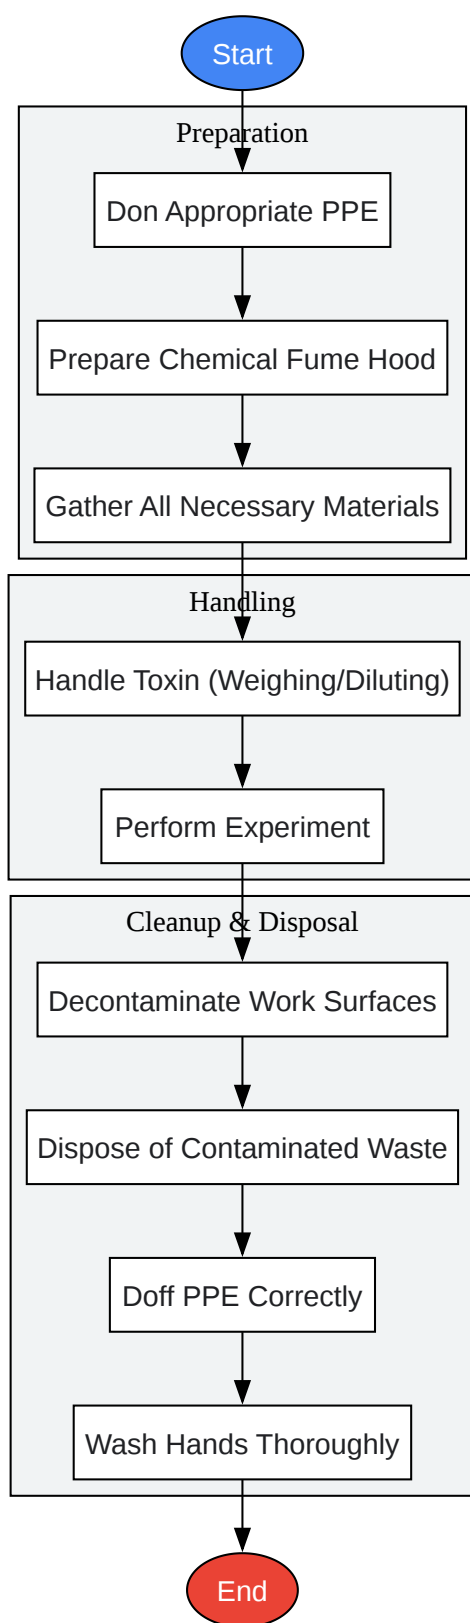 Start
Preparation
Don Appropriate PPE
Prepare Chemical Fume Hood
Gather All Necessary Materials
Handling
Handle Toxin (Weighing/Diluting)
Perform Experiment
Cleanup & Disposal
Decontaminate Work Surfaces
Dispose of Contaminated Waste
Doff PPE Correctly
Wash Hands Thoroughly
End